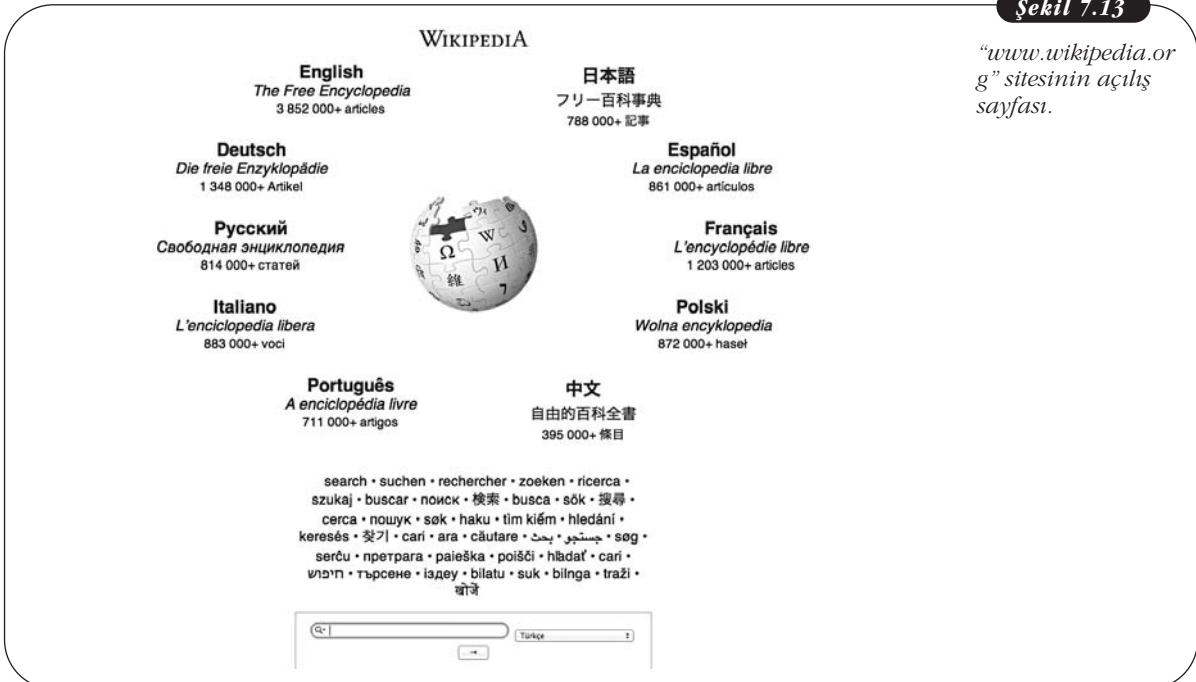 Şekil 7.13
“www.wikipedia.or
g” sitesinin açılış
sayfası.
WIKIPEDIA
English
The Free Encyclopedia
3 852 000+ articles
日本語
フリー百科事典
788 000+ 記事
Deutsch
Die freie Enzyklopädie
1 348 000+ Artikel
Español
La enciclopedia libre
861 000+ artículos
Русский
Свободная энциклопедия
814 000+ статей
Français
L'encyclopédie libre
1 203 000+ articles
Italiano
L'enciclopedia libera
883 000+ voci
Polski
Wolna encyklopedia
872 000+ haseł
Português
A enciclopédia livre
711 000+ artigos
中文
自由的百科全書
395 000+ 條目
Ω
W
И
維
search • suchen • rechercher • zoeken • ricerca •
szukaj • buscar • поиск • 検索 • busca • sök • 搜尋 •
cerca • пошук • søk • haku • tìm kiếm • hledání •
keresés • 찾기 • cari • ara • căutare • بحث • جستجو • søg •
serĉu • претрага • paieška • poišči • hľadať • cari •
חיפוש • търсене • іздеу • bilatu • suk • bilnga • traži •
खोजें
Türkçe
→